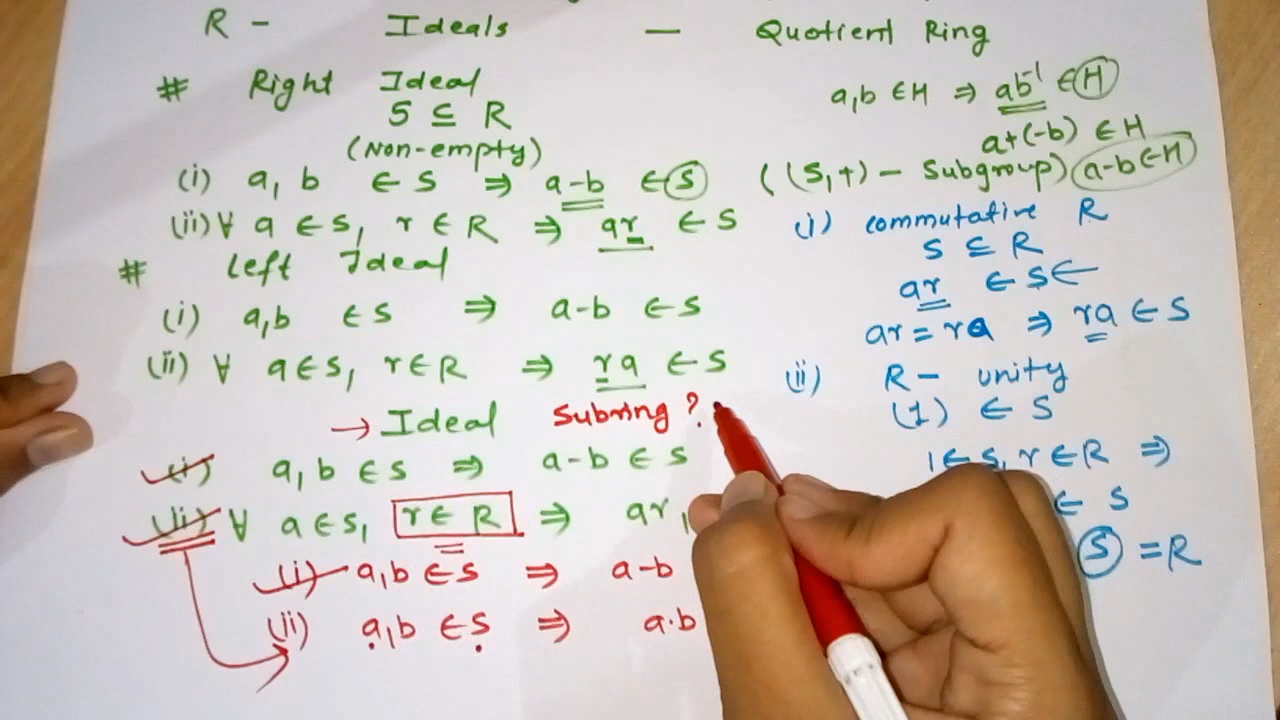 R - Ideals — Quotient Ring
# Right Ideal
S ⊆ R
(Non-empty)
(i) a, b ∈ S ⇒ a-b ∈ S
(ii) ∀ a ∈ S, r ∈ R ⇒ ar ∈ S
# Left Ideal
(i) a,b ∈ S ⇒ a-b ∈ S
(ii) ∀ a∈S, r∈R ⇒ ra ∈ S
→ Ideal Subring ?
(i) a, b ∈ S ⇒ a-b ∈ S
(ii) ∀ a∈S, r∈R ⇒ ar,
(i) a,b ∈ S ⇒ a-b
(ii) a,b ∈ S ⇒ a·b
a,b ∈ H ⇒ ab⁻¹ ∈ H
a+(-b) ∈ H
((S,+) - Subgroup) a-b ∈ H
(i) commutative R
S ⊆ R
ar ∈ S ←
ar = ra ⇒ ra ∈ S
(ii) R - unity
(1) ∈ S
1∈S, r∈R ⇒
∈ S
S = R